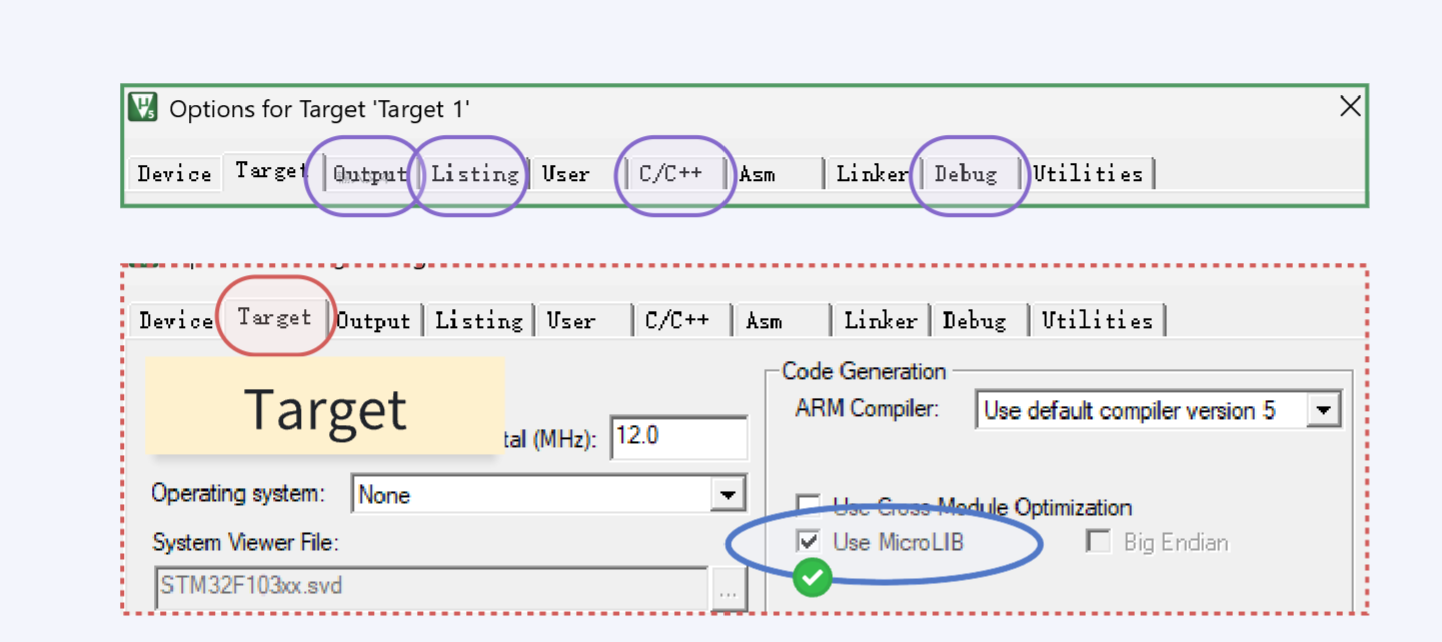 Options for Target 'Target 1'
Device Target Output Listing User C/C++ Asm Linker Debug Utilities
Device Target Output Listing User C/C++ Asm Linker Debug Utilities
Target
tal (MHz): 12.0
Operating system: None
System Viewer File:
STM32F103xx.svd ...
Code Generation
ARM Compiler: Use default compiler version 5
Use Cross-Module Optimization
Use MicroLIB Big Endian